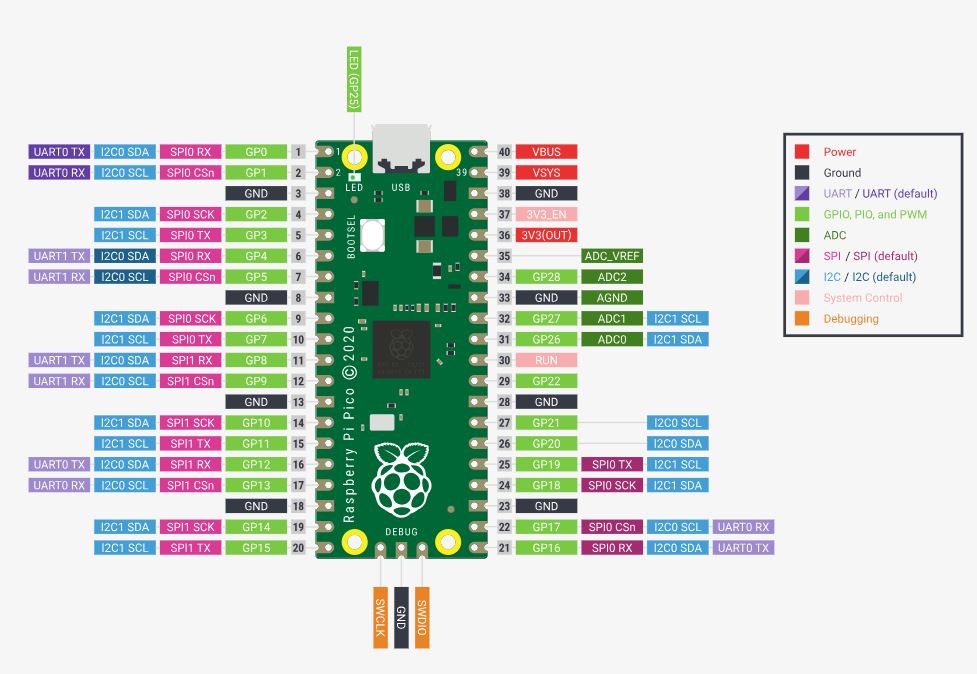 LED (GP25)
UART0 TX I2C0 SDA SPI0 RX GP0 1 1 40 VBUS
UART0 RX I2C0 SCL SPI0 CSn GP1 2 2 39 39 VSYS
LED USB
GND 3 38 GND
I2C1 SDA SPI0 SCK GP2 4 37 3V3_EN
I2C1 SCL SPI0 TX GP3 5 36 3V3(OUT)
BOOTSEL
UART1 TX I2C0 SDA SPI0 RX GP4 6 35 ADC_VREF
UART1 RX I2C0 SCL SPI0 CSn GP5 7 34 GP28 ADC2
GND 8 33 GND AGND
I2C1 SDA SPI0 SCK GP6 9 32 GP27 ADC1 I2C1 SCL
I2C1 SCL SPI0 TX GP7 10 31 GP26 ADC0 I2C1 SDA
UART1 TX I2C0 SDA SPI1 RX GP8 11 30 RUN
UART1 RX I2C0 SCL SPI1 CSn GP9 12 29 GP22
GND 13 28 GND
I2C1 SDA SPI1 SCK GP10 14 27 GP21 I2C0 SCL
I2C1 SCL SPI1 TX GP11 15 26 GP20 I2C0 SDA
UART0 TX I2C0 SDA SPI1 RX GP12 16 25 GP19 SPI0 TX I2C1 SCL
UART0 RX I2C0 SCL SPI1 CSn GP13 17 24 GP18 SPI0 SCK I2C1 SDA
GND 18 23 GND
I2C1 SDA SPI1 SCK GP14 19 22 GP17 SPI0 CSn I2C0 SCL UART0 RX
I2C1 SCL SPI1 TX GP15 20 21 GP16 SPI0 RX I2C0 SDA UART0 TX
Raspberry Pi Pico © 2020
DEBUG
SWCLK
GND
SWDIO
Power
Ground
UART / UART (default)
GPIO, PIO, and PWM
ADC
SPI / SPI (default)
I2C / I2C (default)
System Control
Debugging